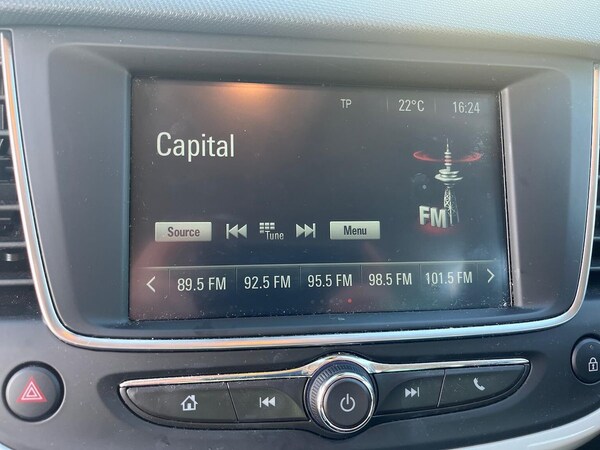 TP 22°C 16:24
Capital
FM
Source Tune Menu
89.5 FM 92.5 FM 95.5 FM 98.5 FM 101.5 FM